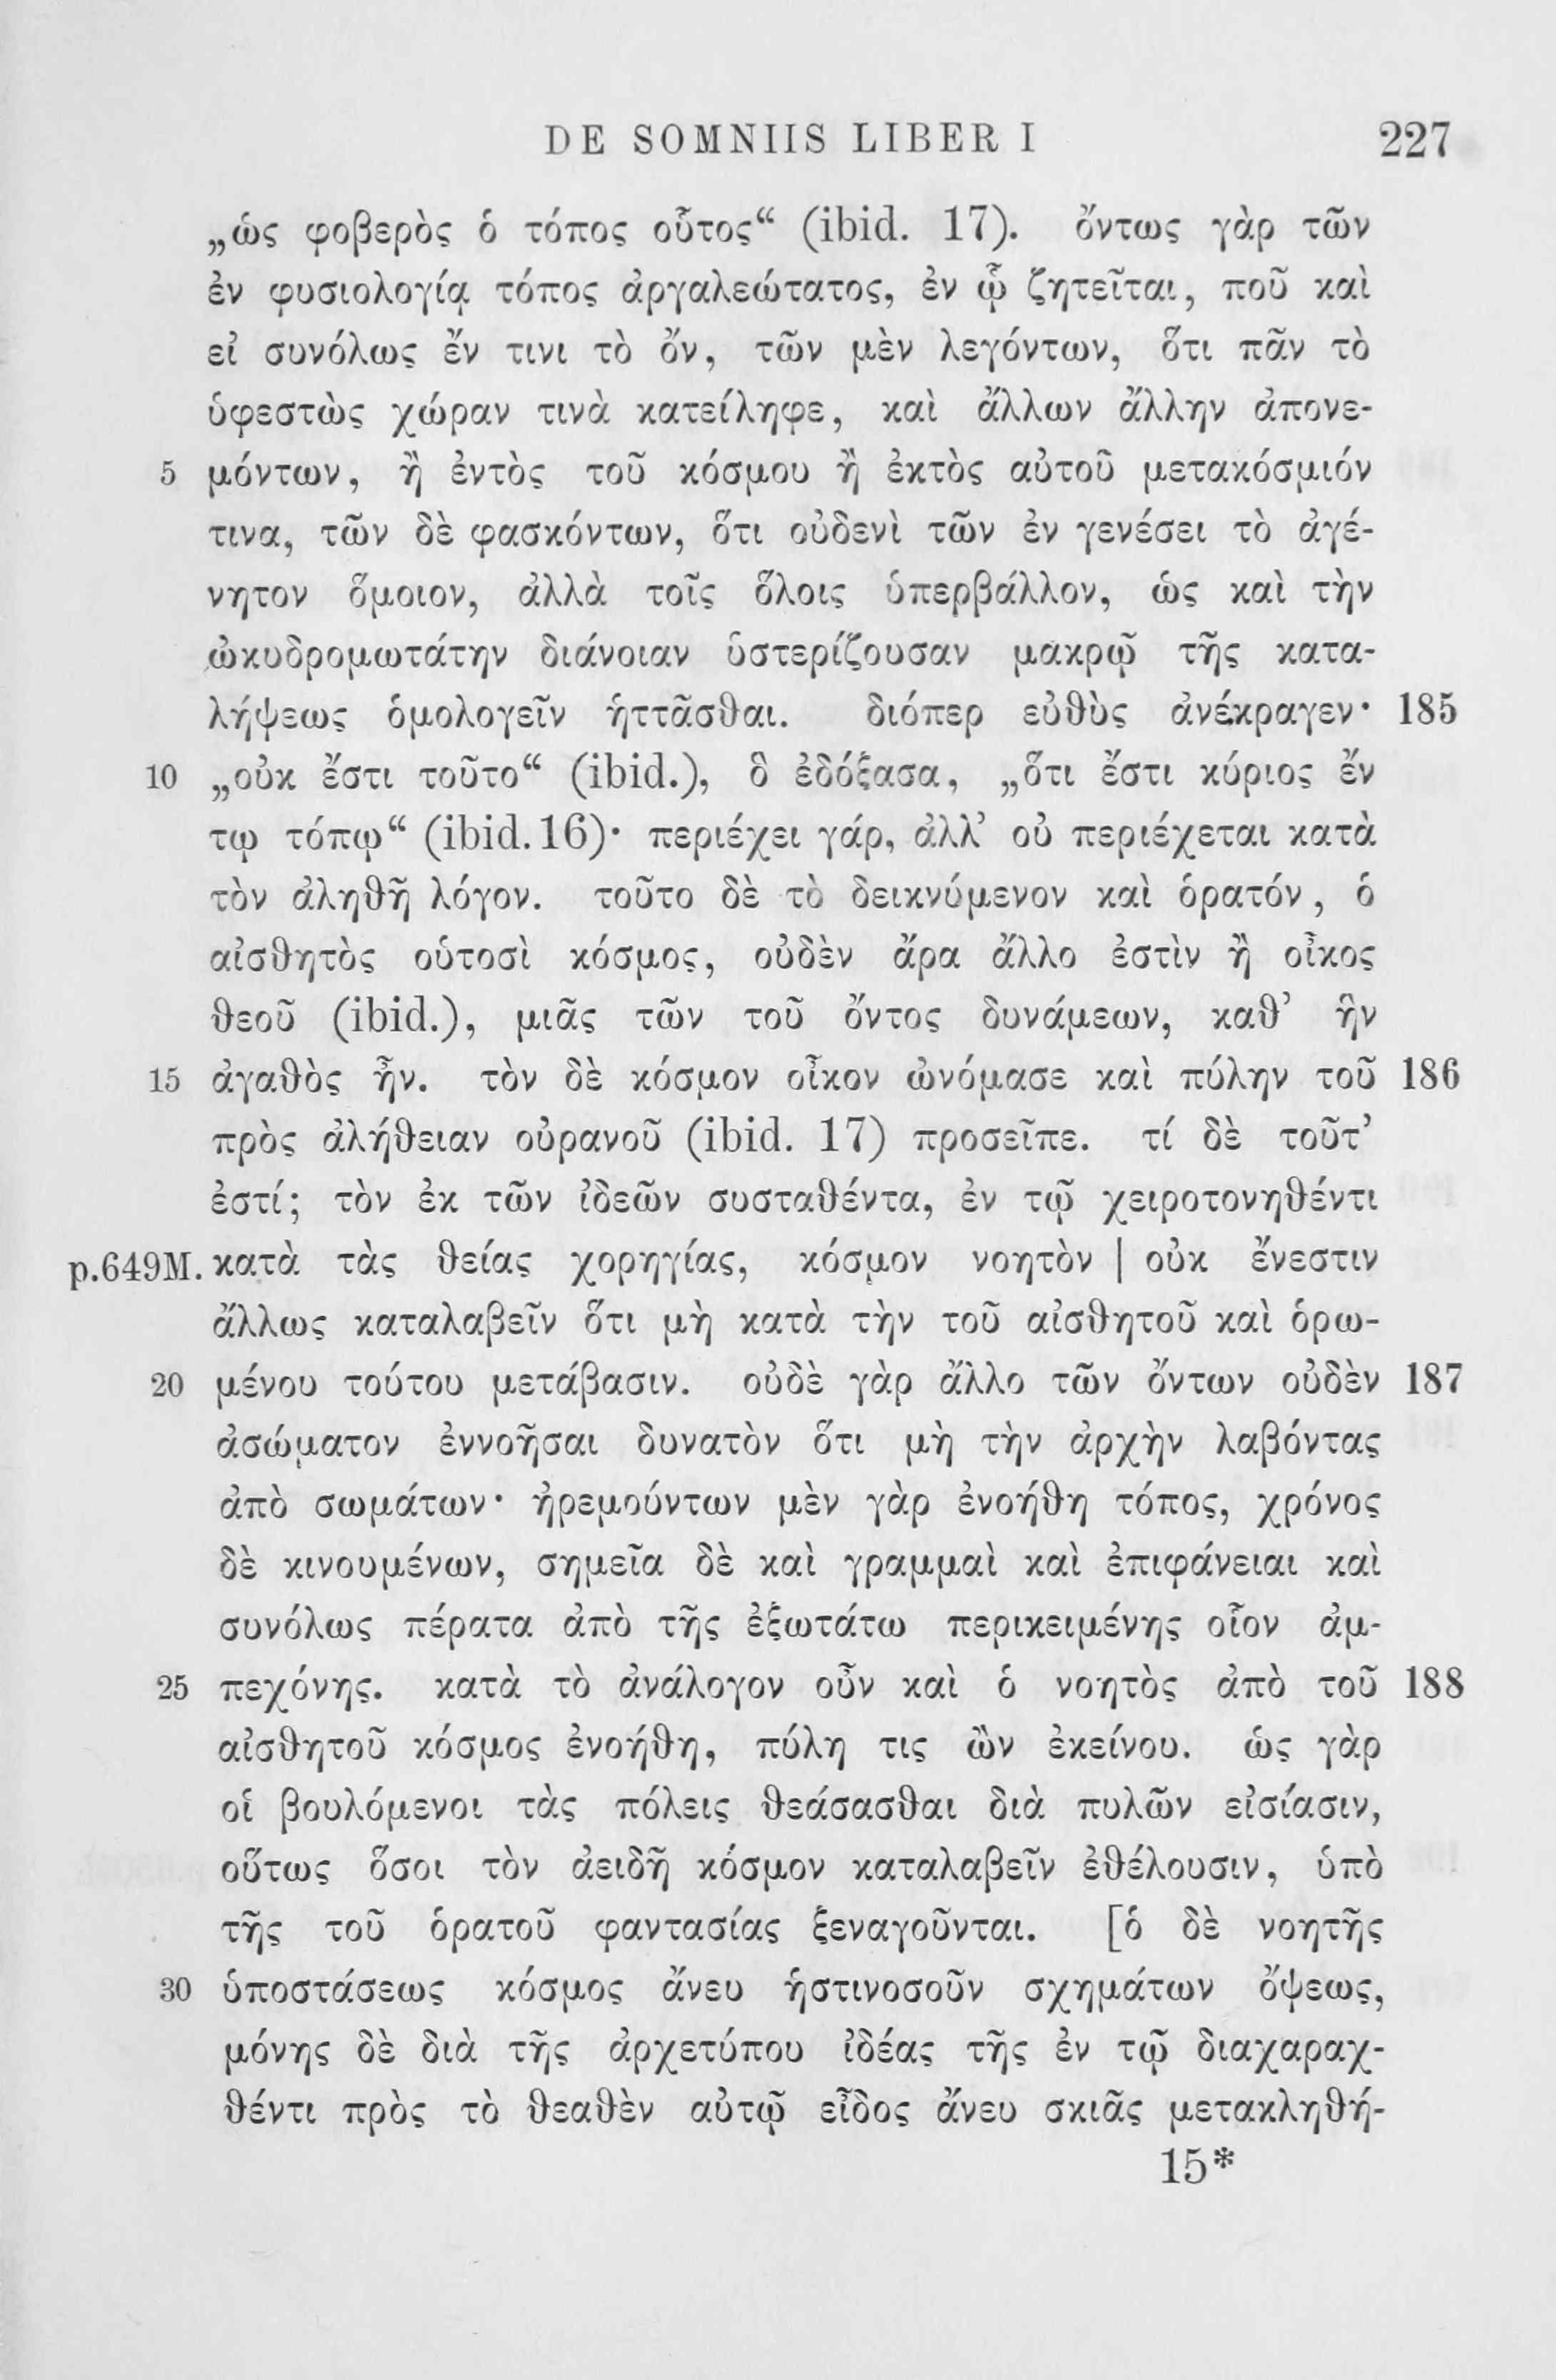 DE SOMNIIS LIBER I 227
„ὡς φοβερὸς ὁ τόπος οὗτος“ (ibid. 17). ὄντως γὰρ τῶν
ἐν φυσιολογίᾳ τόπος ἀργαλεώτατος, ἐν ᾧ ζητεῖται, ποῦ καὶ
εἰ συνόλως ἔν τινι τὸ ὄν, τῶν μὲν λεγόντων, ὅτι πᾶν τὸ
ὑφεστὼς χώραν τινὰ κατείληφε, καὶ ἄλλων ἄλλην ἀπονε-
5 μόντων, ἢ ἐντὸς τοῦ κόσμου ἢ ἐκτὸς αὐτοῦ μετακόσμιόν
τινα, τῶν δὲ φασκόντων, ὅτι οὐδενὶ τῶν ἐν γενέσει τὸ ἀγέ-
νητον ὅμοιον, ἀλλὰ τοῖς ὅλοις ὑπερβάλλον, ὡς καὶ τὴν
ὠκυδρομωτάτην διάνοιαν ὑστερίζουσαν μακρῷ τῆς κατα-
λήψεως ὁμολογεῖν ἡττᾶσθαι. διόπερ εὐθὺς ἀνέκραγεν· 185
10 „οὐκ ἔστι τοῦτο“ (ibid.), ὃ ἐδόξασα, „ὅτι ἔστι κύριος ἔν
τῳ τόπῳ“ (ibid. 16)· περιέχει γάρ, ἀλλ’ οὐ περιέχεται κατὰ
τὸν ἀληθῆ λόγον. τοῦτο δὲ τὸ δεικνύμενον καὶ ὁρατόν, ὁ
αἰσθητὸς οὑτοσὶ κόσμος, οὐδὲν ἄρα ἄλλο ἐστὶν ἢ οἶκος
θεοῦ (ibid.), μιᾶς τῶν τοῦ ὄντος δυνάμεων, καθ’ ἣν
15 ἀγαθὸς ἦν. τὸν δὲ κόσμον οἶκον ὠνόμασε καὶ πύλην τοῦ 186
πρὸς ἀλήθειαν οὐρανοῦ (ibid. 17) προσεῖπε. τί δὲ τοῦτ’
ἐστί; τὸν ἐκ τῶν ἰδεῶν συσταθέντα, ἐν τῷ χειροτονηθέντι
p.649M. κατὰ τὰς θείας χορηγίας, κόσμον νοητὸν | οὐκ ἔνεστιν
ἄλλως καταλαβεῖν ὅτι μὴ κατὰ τὴν τοῦ αἰσθητοῦ καὶ ὁρω-
20 μένου τούτου μετάβασιν. οὐδὲ γὰρ ἄλλο τῶν ὄντων οὐδὲν 187
ἀσώματον ἐννοῆσαι δυνατὸν ὅτι μὴ τὴν ἀρχὴν λαβόντας
ἀπὸ σωμάτων· ἠρεμούντων μὲν γὰρ ἐνοήθη τόπος, χρόνος
δὲ κινουμένων, σημεῖα δὲ καὶ γραμμαὶ καὶ ἐπιφάνειαι καὶ
συνόλως πέρατα ἀπὸ τῆς ἐξωτάτω περικειμένης οἷον ἀμ-
25 πεχόνης. κατὰ τὸ ἀνάλογον οὖν καὶ ὁ νοητὸς ἀπὸ τοῦ 188
αἰσθητοῦ κόσμος ἐνοήθη, πύλη τις ὢν ἐκείνου. ὡς γὰρ
οἱ βουλόμενοι τὰς πόλεις θεάσασθαι διὰ πυλῶν εἰσίασιν,
οὕτως ὅσοι τὸν ἀειδῆ κόσμον καταλαβεῖν ἐθέλουσιν, ὑπὸ
τῆς τοῦ ὁρατοῦ φαντασίας ξεναγοῦνται. [ὁ δὲ νοητῆς
30 ὑποστάσεως κόσμος ἄνευ ἡστινοσοῦν σχημάτων ὄψεως,
μόνης δὲ διὰ τῆς ἀρχετύπου ἰδέας τῆς ἐν τῷ διαχαραχ-
θέντι πρὸς τὸ θεαθὲν αὐτῷ εἶδος ἄνευ σκιᾶς μετακληθή-
15*